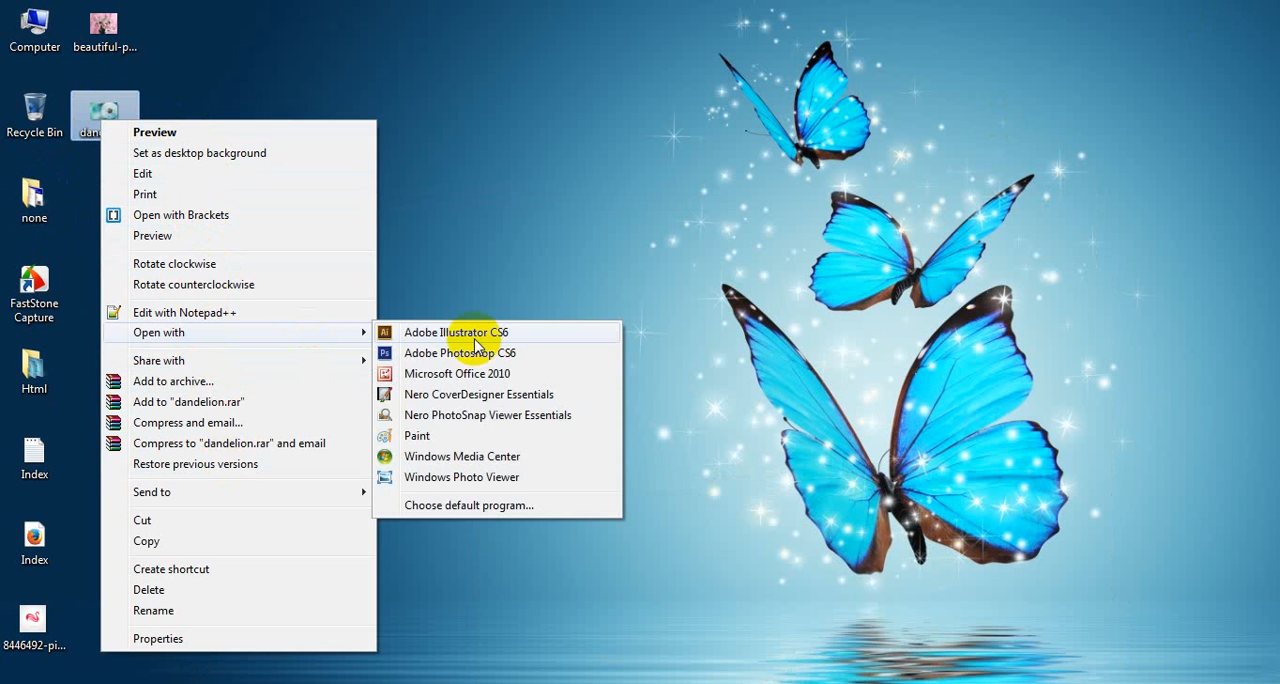 Computer
beautiful-p...
Recycle Bin
none
FastStone
Capture
Html
Index
Index
8446492-pi...
Preview
Set as desktop background
Edit
Print
Open with Brackets
Preview
Rotate clockwise
Rotate counterclockwise
Edit with Notepad++
Open with
Share with
Add to archive...
Add to "dandelion.rar"
Compress and email...
Compress to "dandelion.rar" and email
Restore previous versions
Send to
Cut
Copy
Create shortcut
Delete
Rename
Properties
Ai Adobe Illustrator CS6
Ps Adobe Photoshop CS6
Microsoft Office 2010
Nero CoverDesigner Essentials
Nero PhotoSnap Viewer Essentials
Paint
Windows Media Center
Windows Photo Viewer
Choose default program...